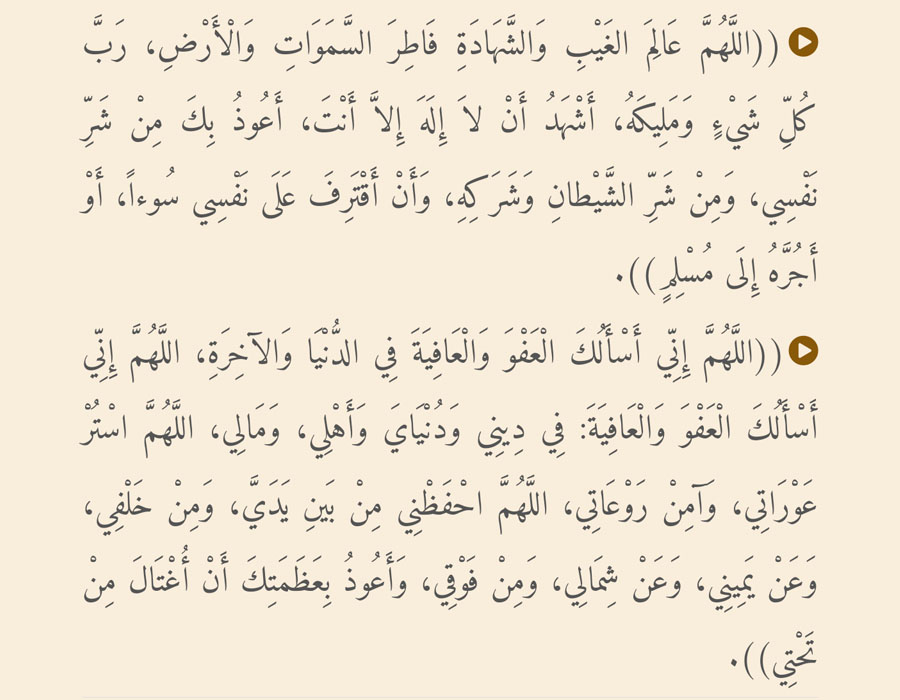 ((اللَّهُمَّ عَالِمَ الغَيْبِ وَالشَّهَادَةِ فَاطِرَ السَّمَوَاتِ وَالْأَرْضِ، رَبَّ
كُلِّ شَيْءٍ وَمَلِيكَهُ، أَشْهَدُ أَنْ لاَ إِلَهَ إِلاَّ أَنْتَ، أَعُوذُ بِكَ مِنْ شَرِّ
نَفْسِي، وَمِنْ شَرِّ الشَّيْطانِ وَشَرَكِهِ، وَأَنْ أَقْتَرِفَ عَلَى نَفْسِي سُوءاً، أَوْ
أَجُرَّهُ إِلَى مُسْلِمٍ)).
((اللَّهُمَّ إِنِّي أَسْأَلُكَ الْعَفْوَ وَالْعَافِيَةَ فِي الدُّنْيَا وَالآخِرَةِ، اللَّهُمَّ إِنِّي
أَسْأَلُكَ الْعَفْوَ وَالْعَافِيَةَ: فِي دِينِي وَدُنْيَايَ وَأَهْلِي، وَمَالِي، اللَّهُمَّ اسْتُرْ
عَوْرَاتِي، وَآمِنْ رَوْعَاتِي، اللَّهُمَّ احْفَظْنِي مِنْ بَينِ يَدَيَّ، وَمِنْ خَلْفِي،
وَعَنْ يَمِينِي، وَعَنْ شِمَالِي، وَمِنْ فَوْقِي، وَأَعُوذُ بِعَظَمَتِكَ أَنْ أُغْتَالَ مِنْ
تَحْتِي)).